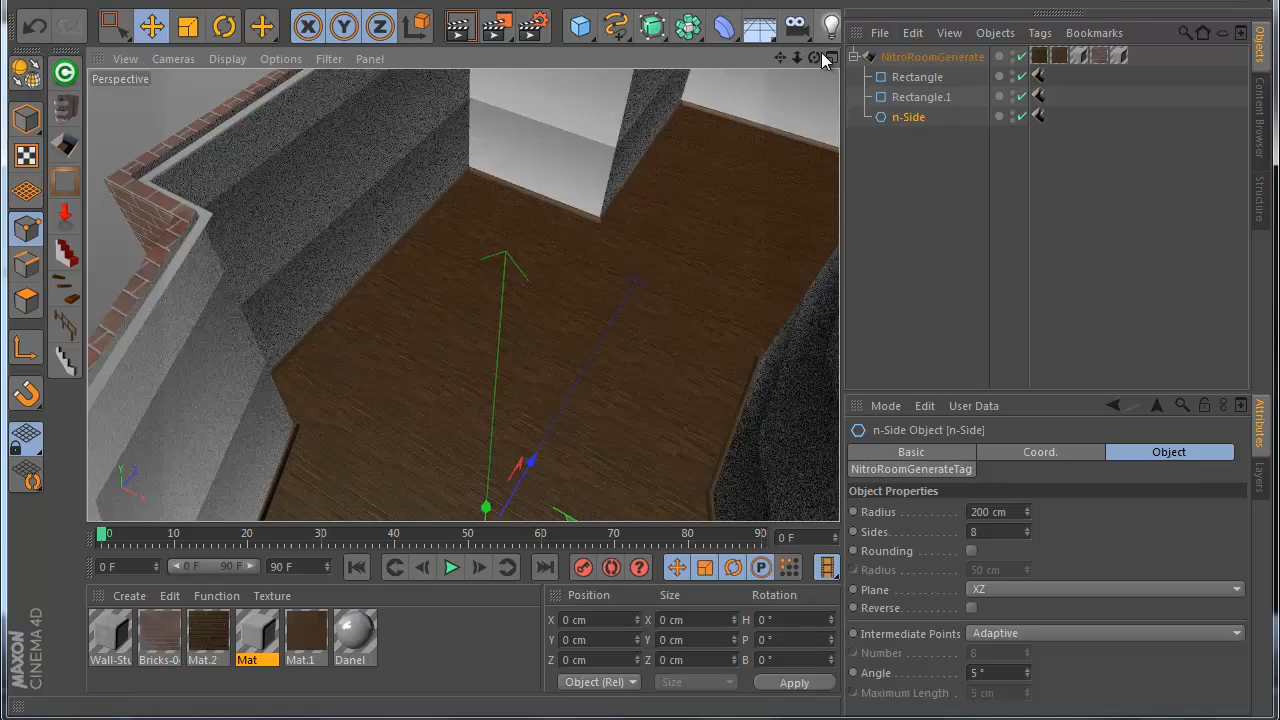 X Y Z
File Edit View Objects Tags Bookmarks
View Cameras Display Options Filter Panel
Perspective
NitroRoomGenerate
Rectangle
Rectangle.1
n-Side
Objects
Content Browser
Structure
Mode Edit User Data
n-Side Object [n-Side]
Basic Coord. Object
NitroRoomGenerateTag
Object Properties
Radius 200 cm
Sides 8
Rounding
Radius 50 cm
Plane XZ
Reverse
Intermediate Points Adaptive
Number 8
Angle 5 °
Maximum Length 5 cm
Attributes
Layers
Y Z X
0 10 20 30 40 50 60 70 80 90 0 F
0 F 0 F 90 F 90 F
P
Create Edit Function Texture
Wall-Stu Bricks-0 Mat.2 Mat Mat.1 Danel
Position Size Rotation
X 0 cm X 0 cm H 0 °
Y 0 cm Y 0 cm P 0 °
Z 0 cm Z 0 cm B 0 °
Object (Rel) Size Apply
MAXON
CINEMA 4D